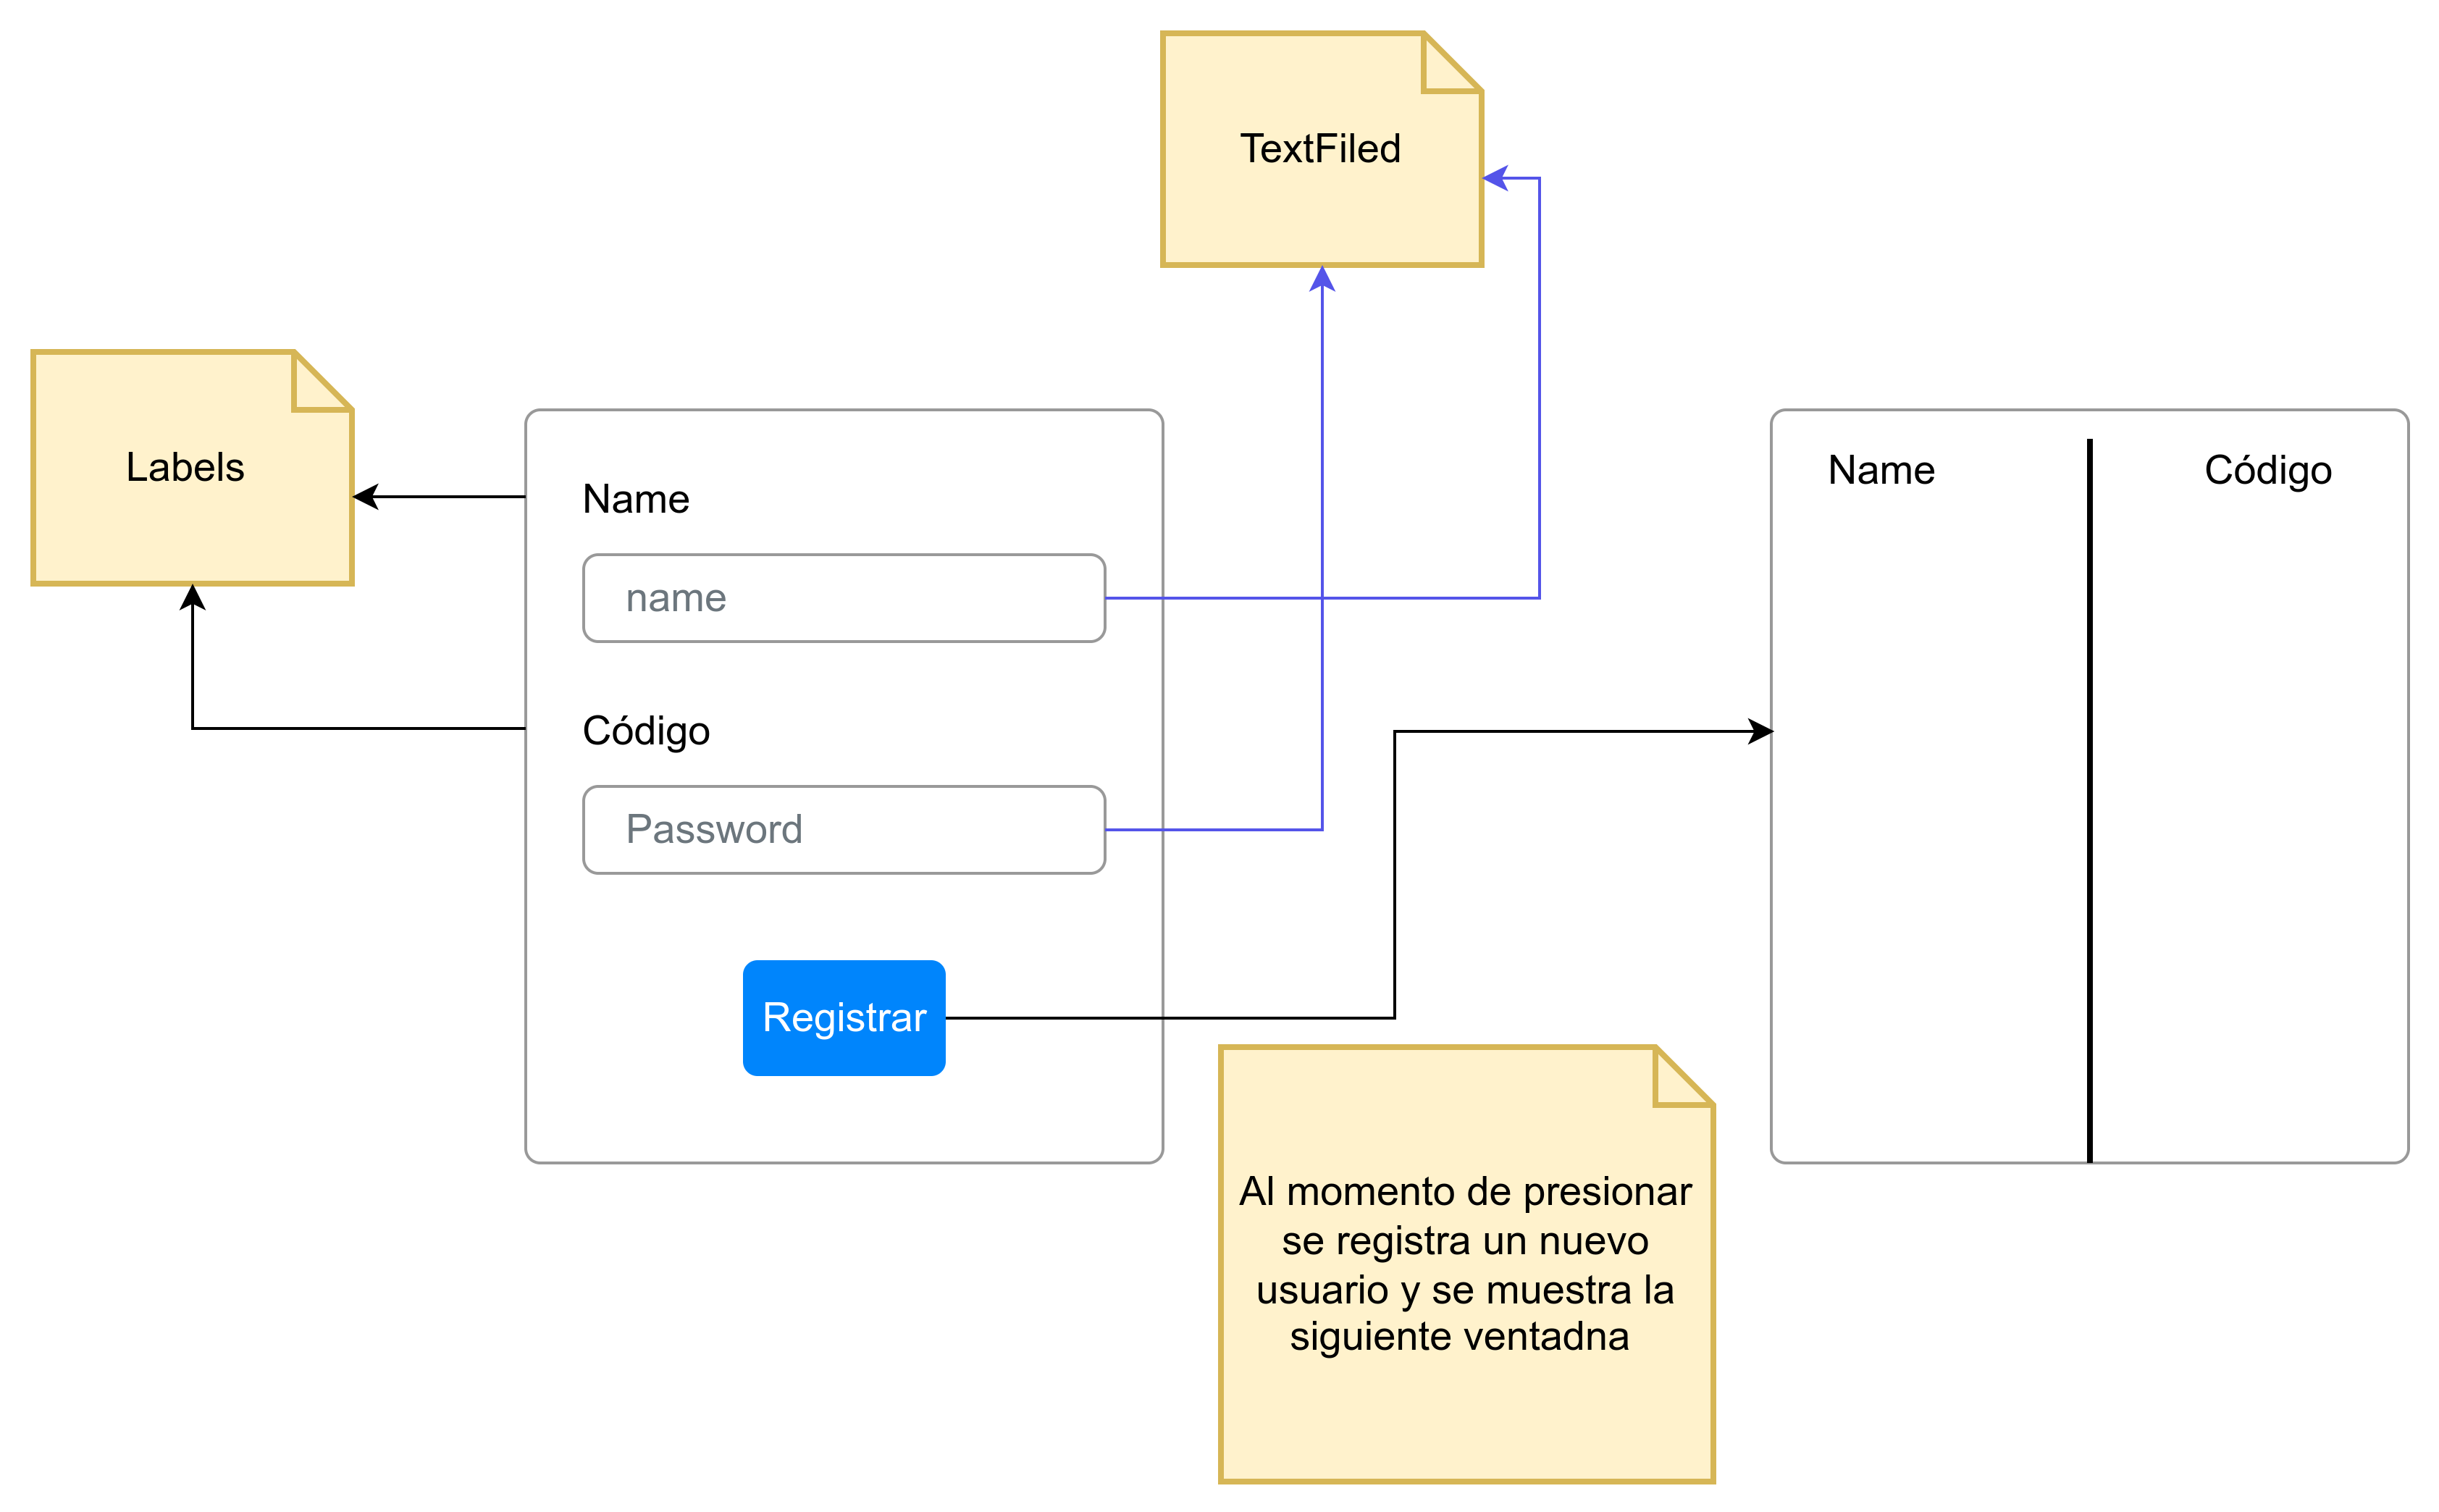 TextFiled
Labels
Name
name
Código
Password
Registrar
Name
Código
Al momento de presionar
se registra un nuevo
usuario y se muestra la
siguiente ventadna